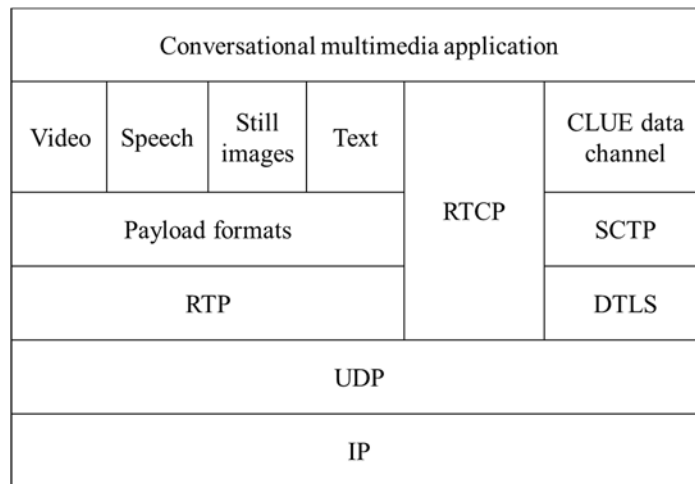 Conversational multimedia application
Video
Speech
Still
images
Text
RTCP
CLUE data
channel
Payload formats
SCTP
RTP
DTLS
UDP
IP